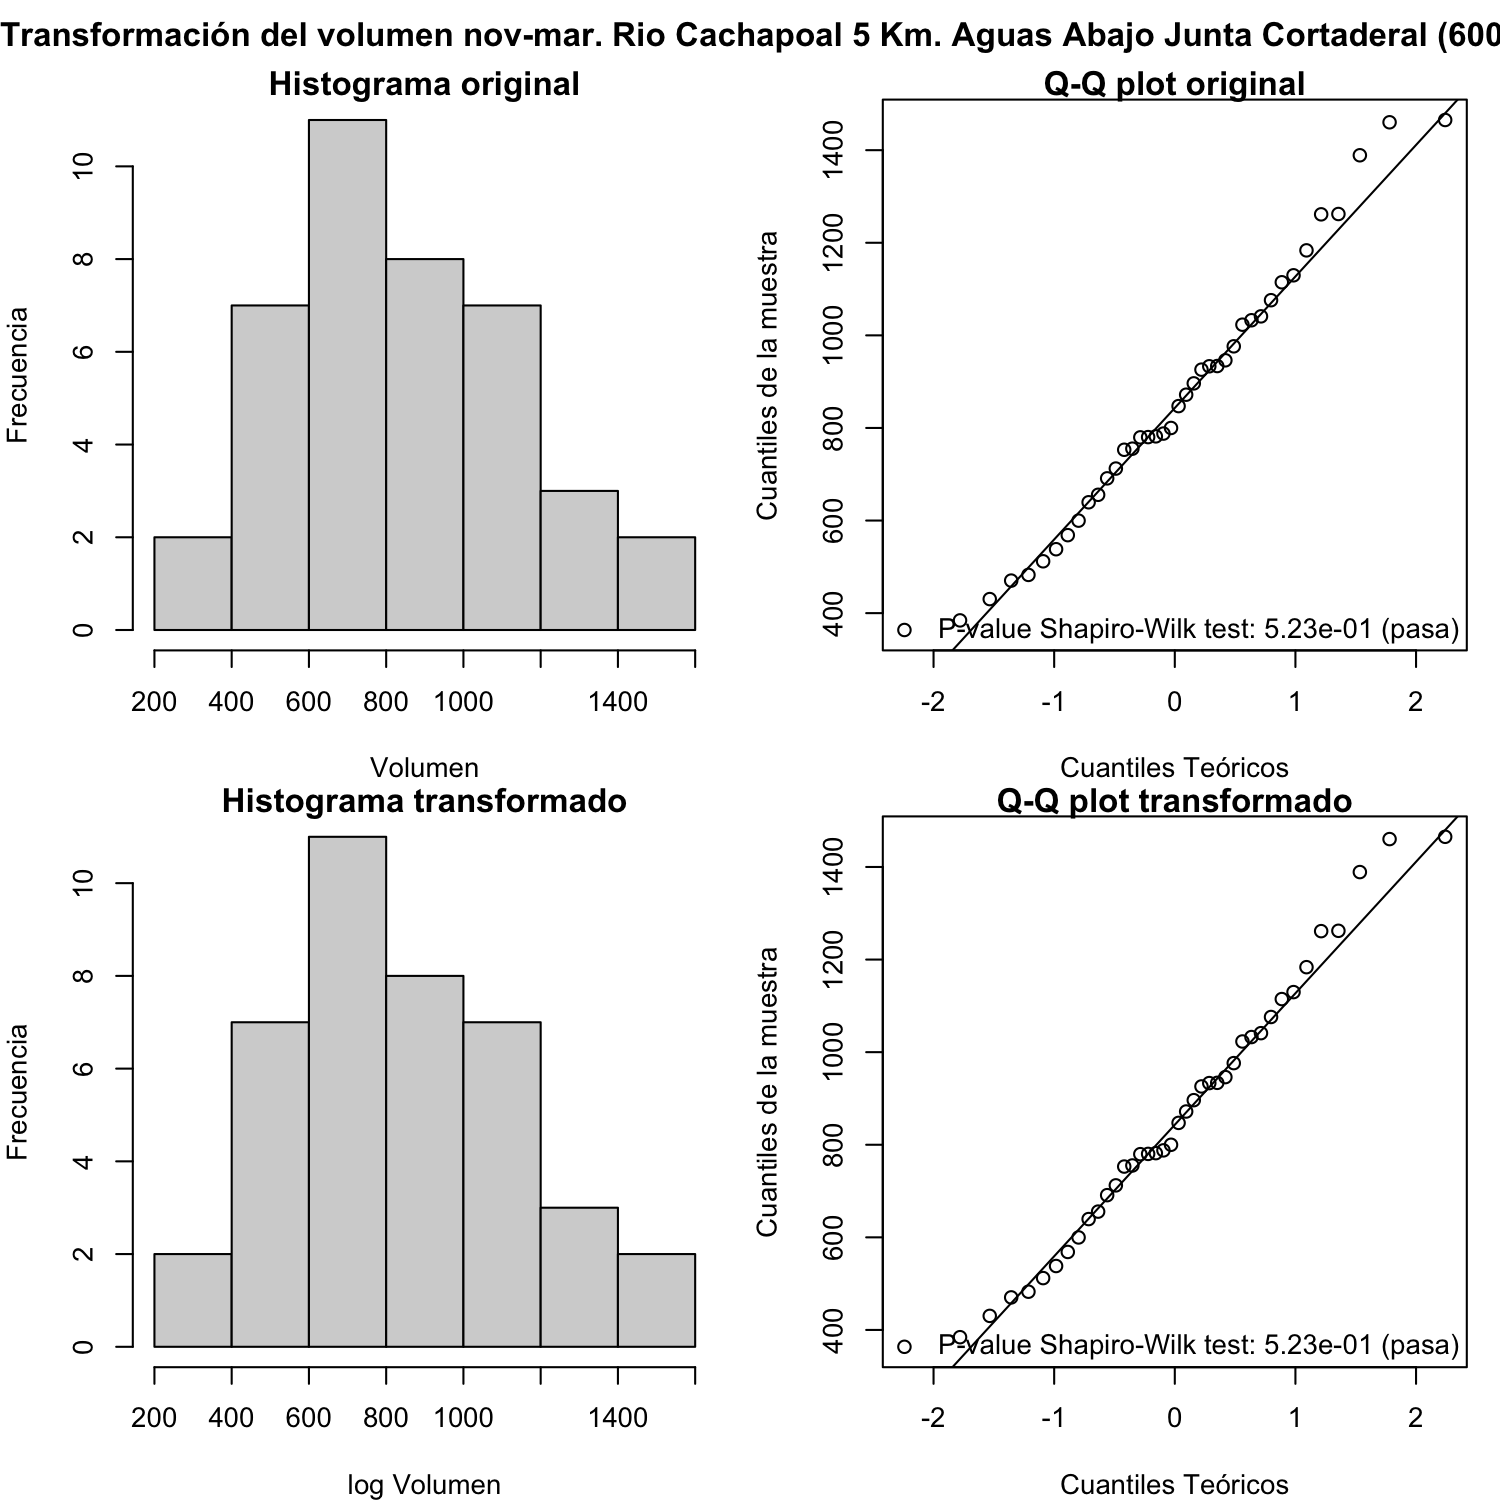 Transformación del volumen nov-mar. Rio Cachapoal 5 Km. Aguas Abajo Junta Cortaderal (600
Histograma original
Frecuencia
0 2 4 6 8 10
200 400 600 800 1000 1400
Volumen
Q-Q plot original
Cuantiles de la muestra
400 600 800 1000 1200 1400
P-value Shapiro-Wilk test: 5.23e-01 (pasa)
-2 -1 0 1 2
Cuantiles Teóricos
Histograma transformado
Frecuencia
0 2 4 6 8 10
200 400 600 800 1000 1400
log Volumen
Q-Q plot transformado
Cuantiles de la muestra
400 600 800 1000 1200 1400
P-value Shapiro-Wilk test: 5.23e-01 (pasa)
-2 -1 0 1 2
Cuantiles Teóricos